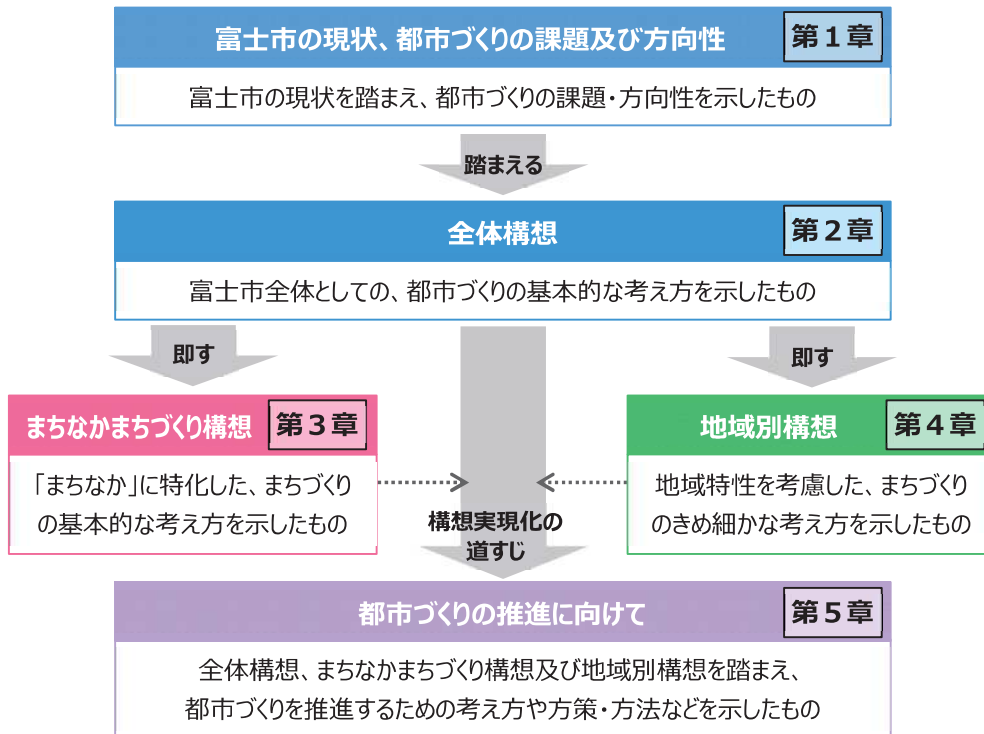 富士市の現状、都市づくりの課題及び方向性
第1章
富士市の現状を踏まえ、都市づくりの課題・方向性を示したもの
踏まえる
全体構想
第2章
富士市全体としての、都市づくりの基本的な考え方を示したもの
即す
即す
まちなかまちづくり構想
第3章
「まちなか」に特化した、まちづくり
の基本的な考え方を示したもの
地域別構想
第4章
地域特性を考慮した、まちづくり
のきめ細かな考え方を示したもの
構想実現化の
道すじ
都市づくりの推進に向けて
第5章
全体構想、まちなかまちづくり構想及び地域別構想を踏まえ、
都市づくりを推進するための考え方や方策・方法などを示したもの